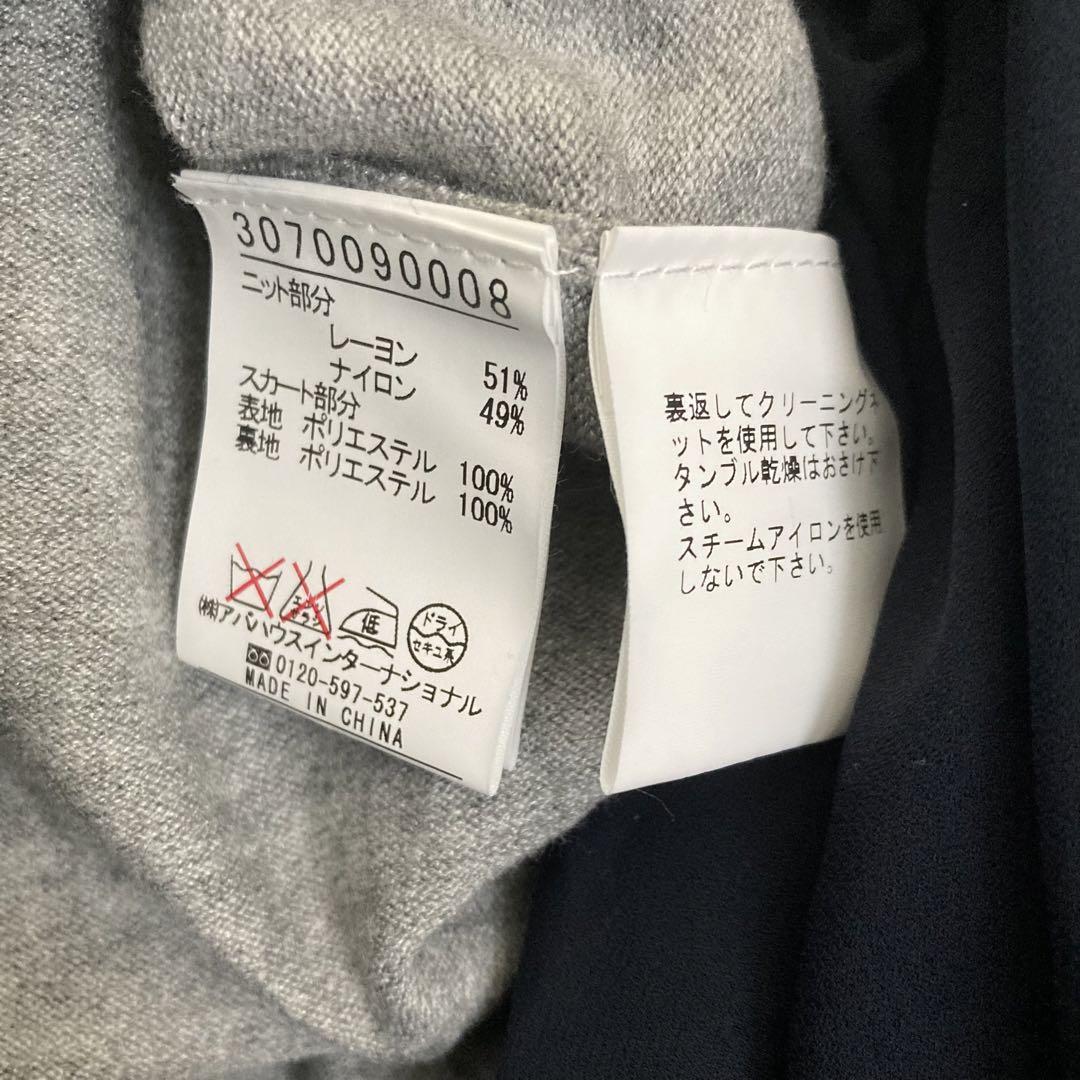 3070090008
ニット部分
レーヨン 51%
ナイロン 49%
スカート部分
表地 ポリエステル 100%
裏地 ポリエステル 100%
低
ドライ
セキユ系
(株)アバハウスインターナショナル
0120-597-537
MADE IN CHINA
裏返してクリーニングネ
ットを使用して下さい。
タンブル乾燥はおさけ下
さい。
スチームアイロンを使用
しないで下さい。